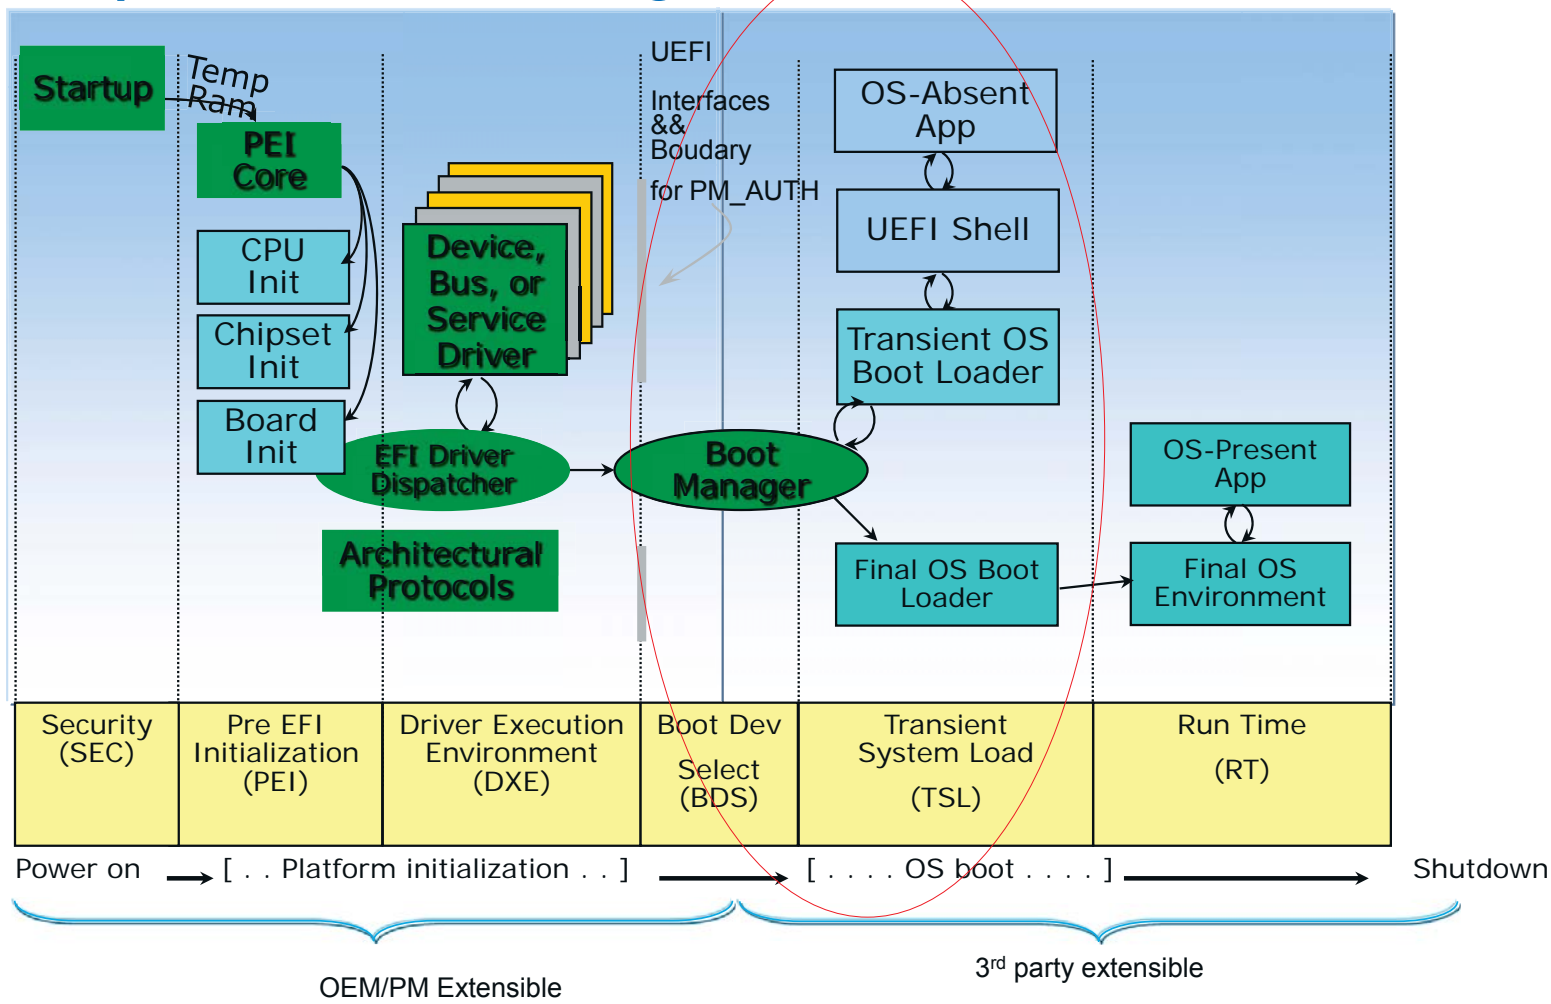 Startup
Temp
Ram
PEI
Core
CPU
Init
Chipset
Init
Board
Init
Device,
Bus, or
Service
Driver
EFI Driver
Dispatcher
Architectural
Protocols
UEFI
Interfaces
&&
Boudary
for PM_AUTH
Boot
Manager
OS-Absent
App
UEFI Shell
Transient OS
Boot Loader
Final OS Boot
Loader
OS-Present
App
Final OS
Environment
Security
(SEC)
Pre EFI
Initialization
(PEI)
Driver Execution
Environment
(DXE)
Boot Dev
Select
(BDS)
Transient
System Load
(TSL)
Run Time
(RT)
Power on
[ . . Platform initialization . . ]
[ . . . . OS boot . . . . ]
Shutdown
OEM/PM Extensible
3rd party extensible